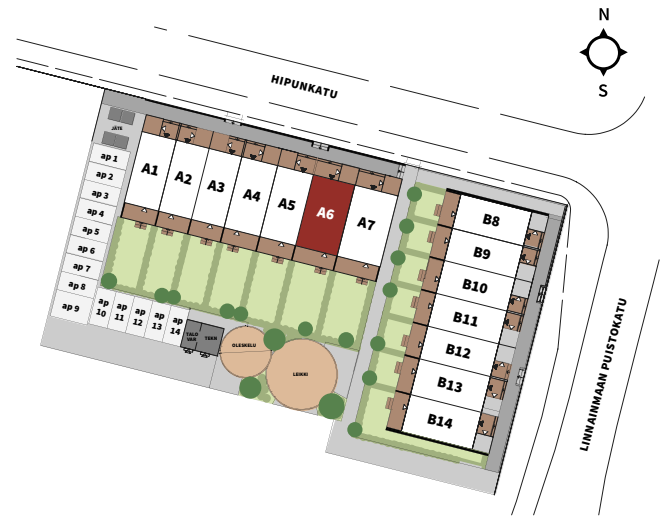 N
S
HIPUNKATU
LINNAINMAAN PUISTOKATU
JÄTE
ap 1
ap 2
ap 3
ap 4
ap 5
ap 6
ap 7
ap 8
ap 9
ap
10
ap
11
ap
12
ap
13
ap
14
A1
A2
A3
A4
A5
A6
A7
B8
B9
B10
B11
B12
B13
B14
TALO
VAR
TEKN
OLESKELU
LEIKKI